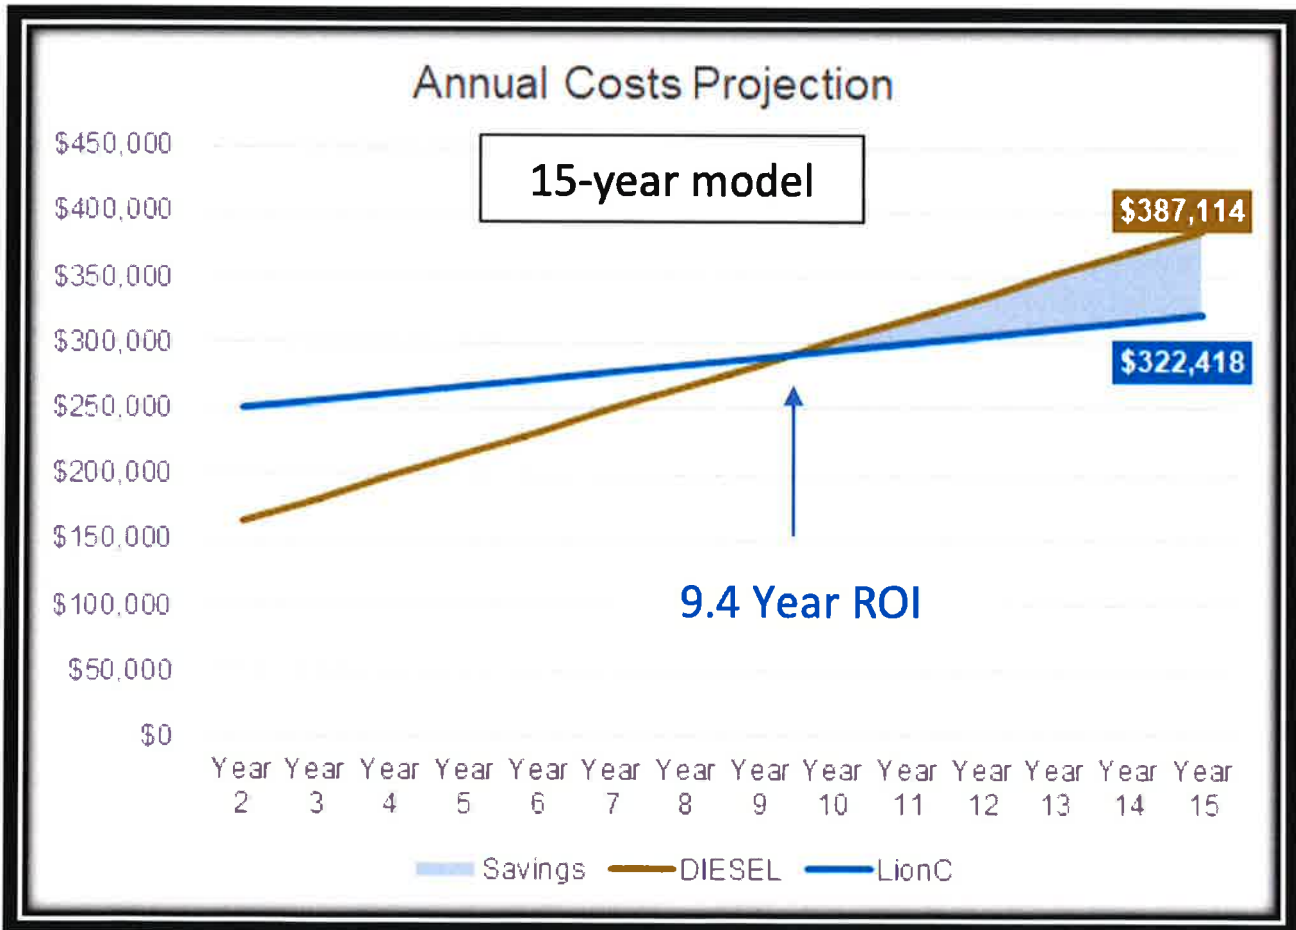 Annual Costs Projection
15-year model
$450,000
$400,000
$350,000
$300,000
$250,000
$200,000
$150,000
$100,000
$50,000
$0
$387,114
$322,418
9.4 Year ROI
Year Year Year Year Year Year Year Year Year Year Year Year Year Year
2 3 4 5 6 7 8 9 10 11 12 13 14 15
Savings DIESEL LionC